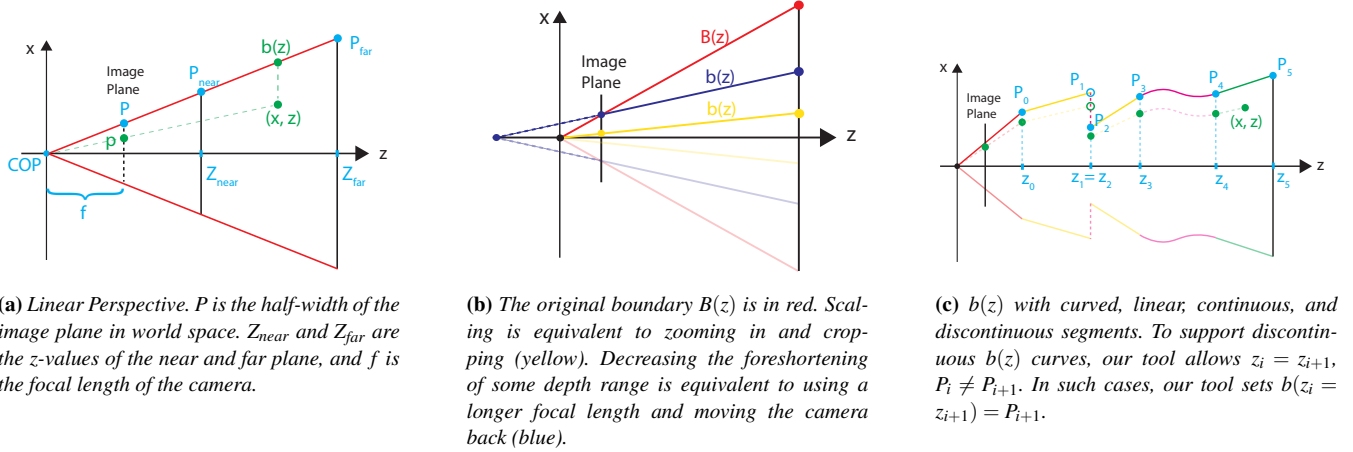 x
b(z)
P_far
Image
Plane
P_near
P
(x, z)
p
COP
z
Z_near
Z_far
f
(a) Linear Perspective. P is the half-width of the
image plane in world space. Z_near and Z_far are
the z-values of the near and far plane, and f is
the focal length of the camera.
x
B(z)
Image
Plane
b(z)
b(z)
z
(b) The original boundary B(z) is in red. Scal-
ing is equivalent to zooming in and crop-
ping (yellow). Decreasing the foreshortening
of some depth range is equivalent to using a
longer focal length and moving the camera
back (blue).
x
Image
Plane
P_0
P_1
P_2
P_3
P_4
P_5
(x, z)
z
z_0
z_1 = z_2
z_3
z_4
z_5
(c) b(z) with curved, linear, continuous, and
discontinuous segments. To support discontin-
uous b(z) curves, our tool allows z_i = z_{i+1},
P_i ≠ P_{i+1}. In such cases, our tool sets b(z_i =
z_{i+1}) = P_{i+1}.